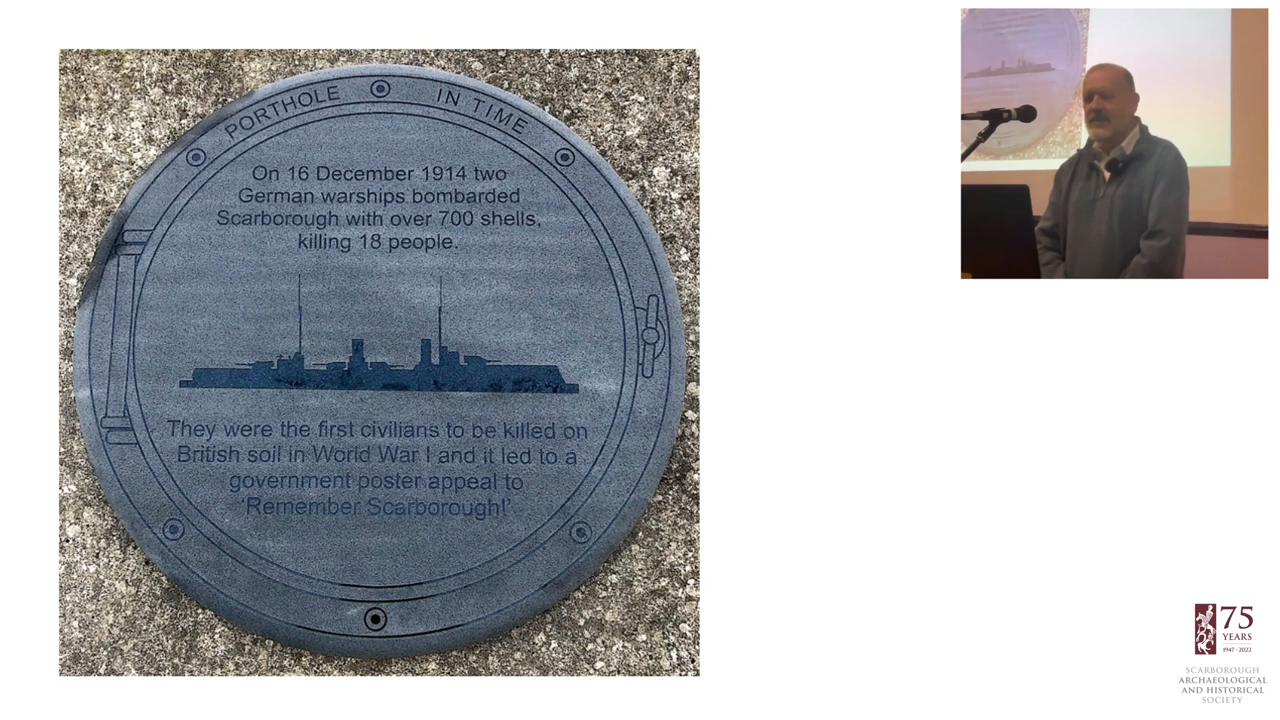 PORTHOLE IN TIME
On 16 December 1914 two
German warships bombarded
Scarborough with over 700 shells,
killing 18 people.
They were the first civilians to be killed on
British soil in World War I and it led to a
government poster appeal to
‘Remember Scarborough!’
75
YEARS
1947 - 2022
SCARBOROUGH
ARCHAEOLOGICAL
AND HISTORICAL
SOCIETY